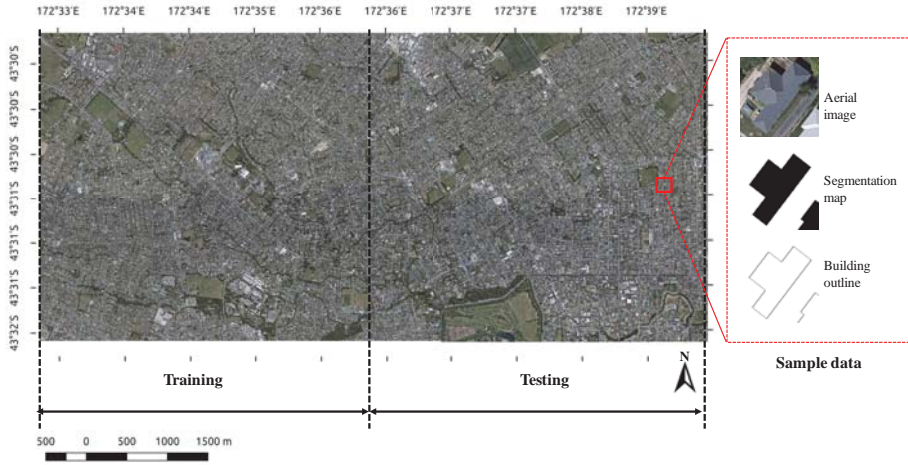 172°33'E 172°34'E 172°34'E 172°35'E 172°36'E 172°36'E 172°37'E 172°37'E 172°38'E 172°39'E
43°30'S
43°30'S
43°30'S
43°31'S
43°31'S
43°31'S
43°32'S
Aerial
image
Segmentation
map
Building
outline
Sample data
N
Training
Testing
500 0 500 1000 1500 m